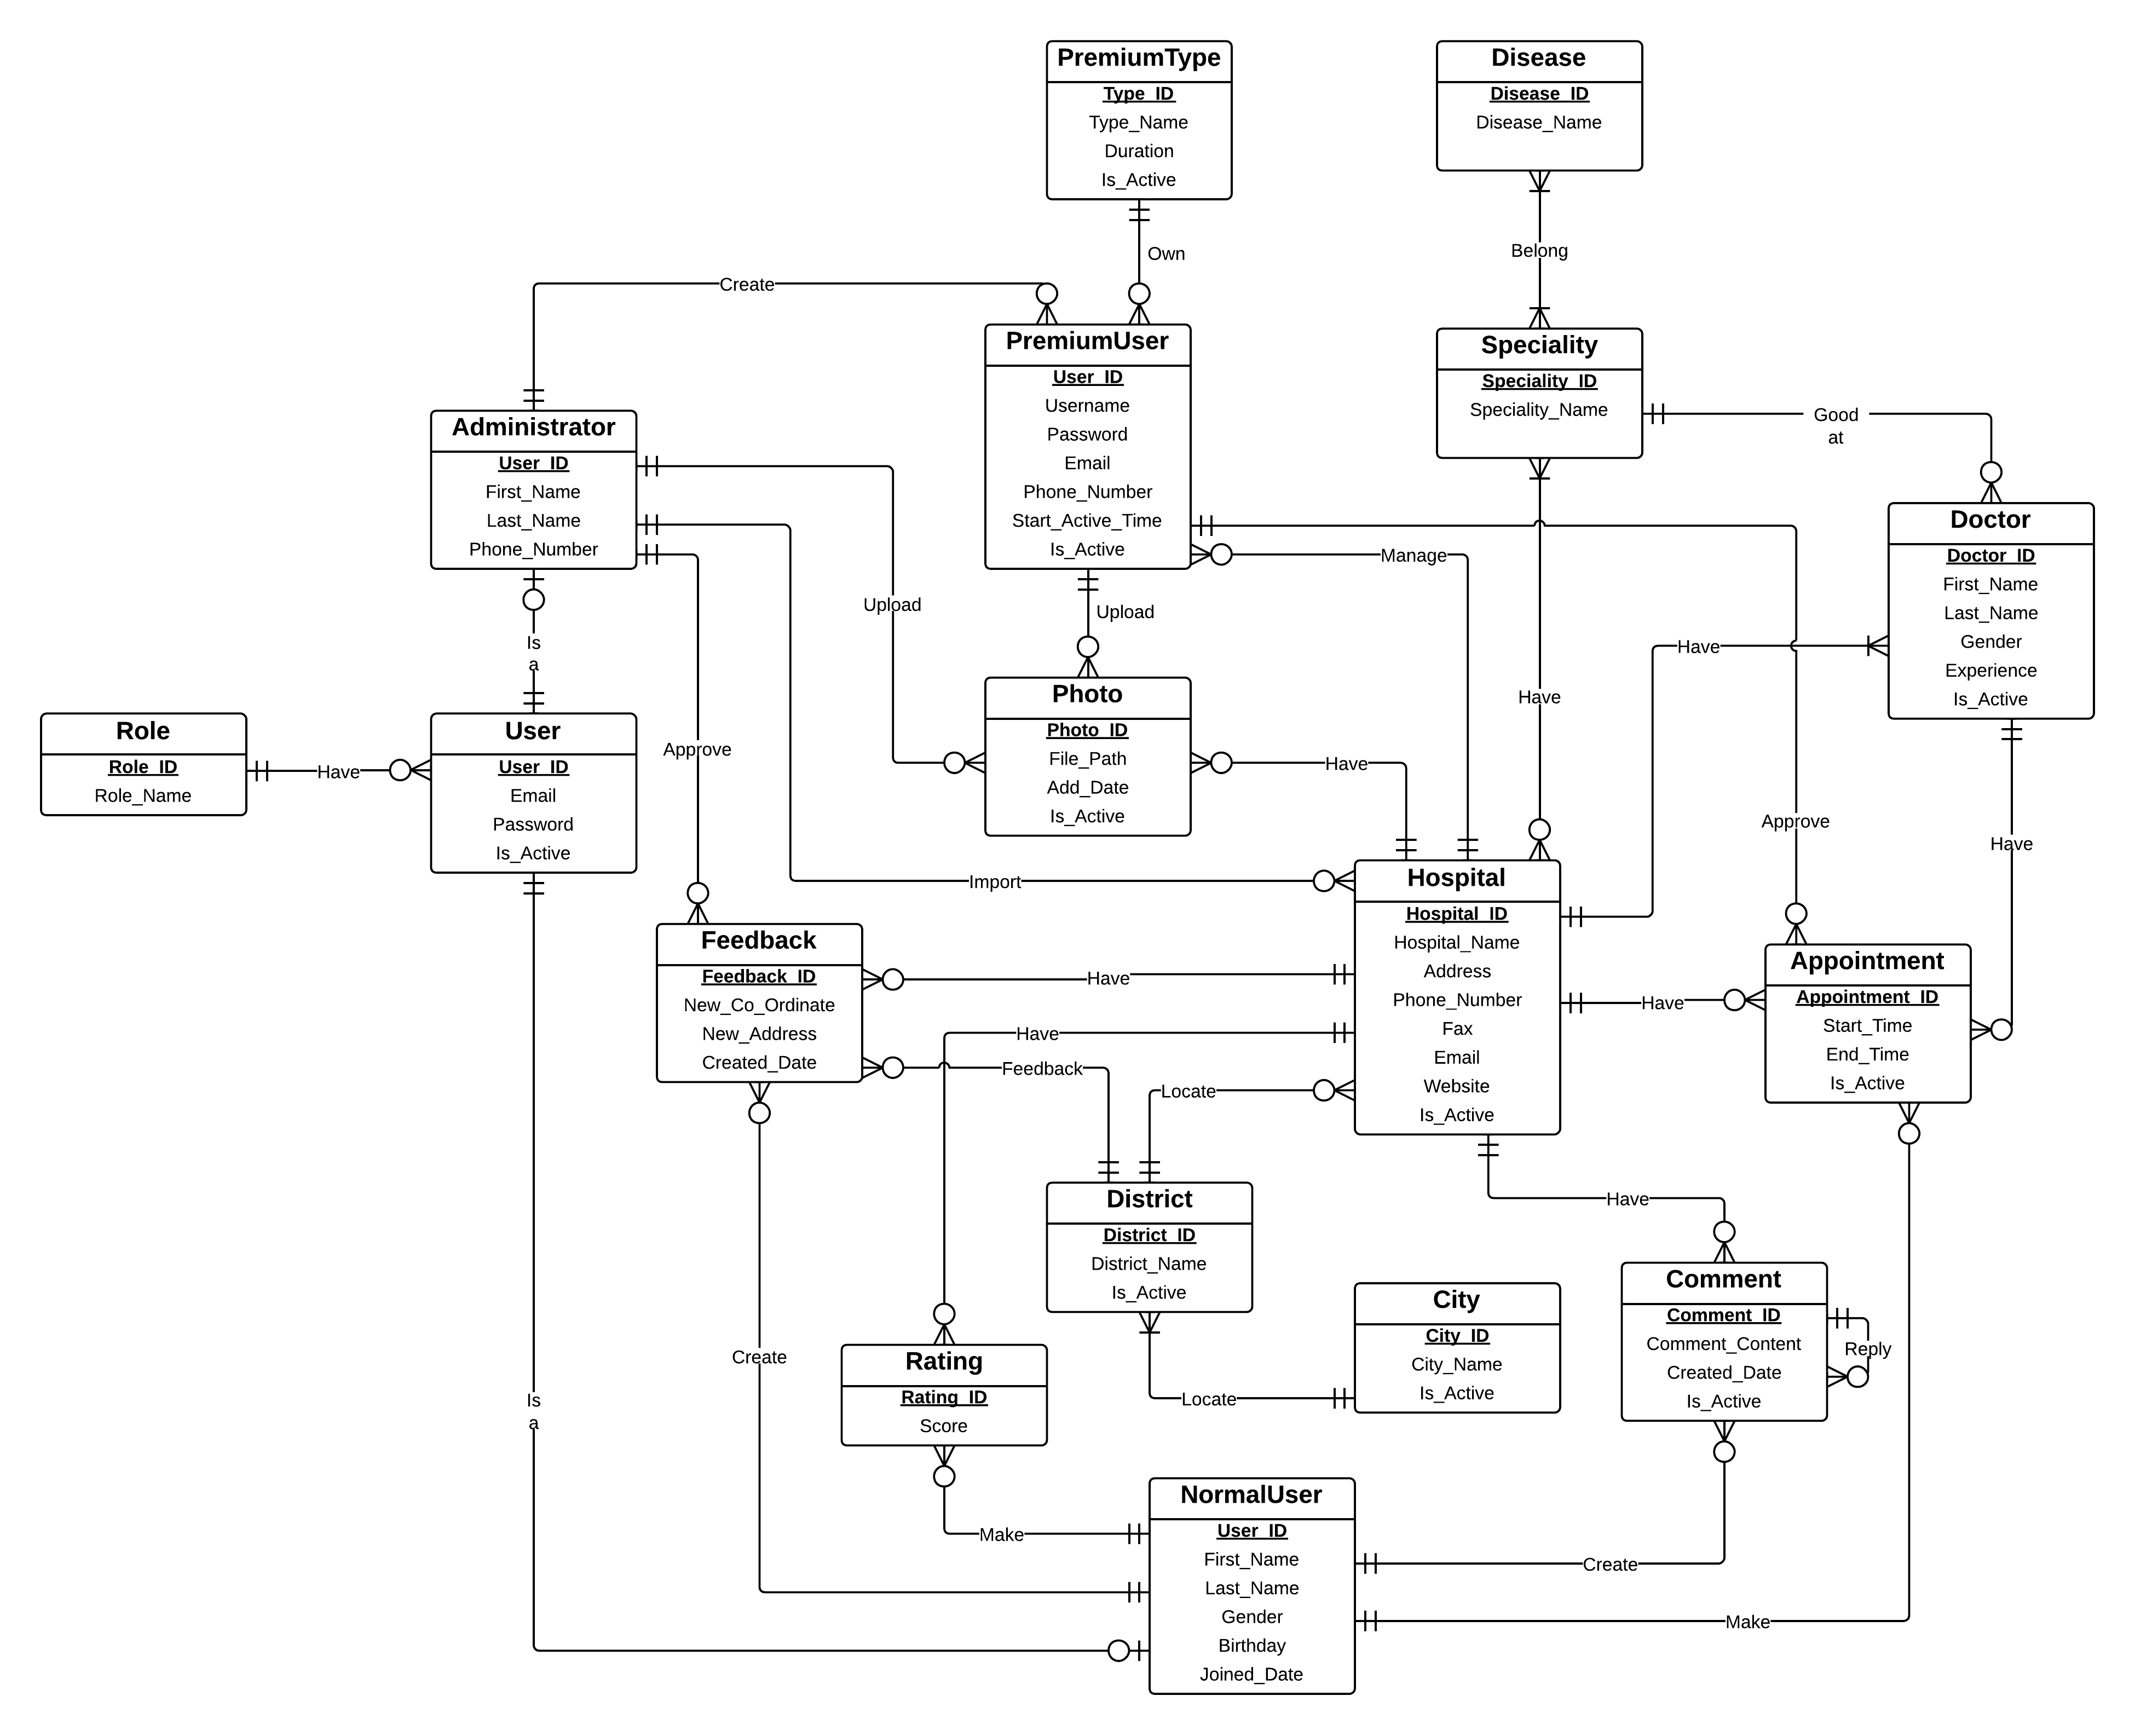 PremiumType
Type_ID
Type_Name
Duration
Is_Active
Disease
Disease_ID
Disease_Name
Own
Belong
Create
PremiumUser
User_ID
Username
Password
Email
Phone_Number
Start_Active_Time
Is_Active
Speciality
Speciality_ID
Speciality_Name
Good
at
Administrator
User_ID
First_Name
Last_Name
Phone_Number
Doctor
Doctor_ID
First_Name
Last_Name
Gender
Experience
Is_Active
Manage
Upload
Upload
Is
a
Have
Have
Photo
Photo_ID
File_Path
Add_Date
Is_Active
Role
Role_ID
Role_Name
Have
User
User_ID
Email
Password
Is_Active
Approve
Have
Approve
Have
Import
Hospital
Hospital_ID
Hospital_Name
Address
Phone_Number
Fax
Email
Website
Is_Active
Feedback
Feedback_ID
New_Co_Ordinate
New_Address
Created_Date
Have
Have
Feedback
Locate
Have
Appointment
Appointment_ID
Start_Time
End_Time
Is_Active
District
District_ID
District_Name
Is_Active
Have
Comment
Comment_ID
Comment_Content
Created_Date
Is_Active
Reply
City
City_ID
City_Name
Is_Active
Locate
Create
Rating
Rating_ID
Score
Is
a
Make
NormalUser
User_ID
First_Name
Last_Name
Gender
Birthday
Joined_Date
Create
Make